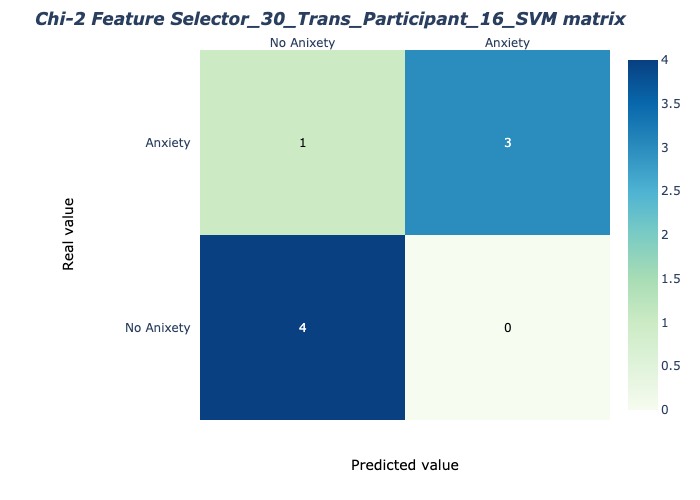 Chi-2 Feature Selector_30_Trans_Participant_16_SVM matrix
No Anixety
Anxiety
Anxiety
1
3
No Anixety
4
0
Real value
Predicted value
4
3.5
3
2.5
2
1.5
1
0.5
0